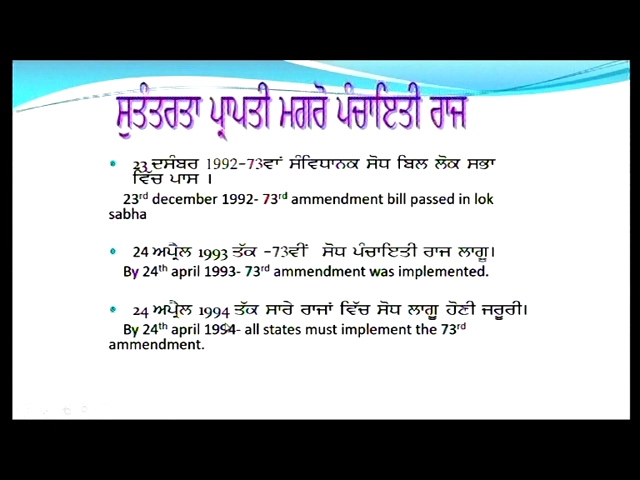 ਸੁਤੰਤਰਤਾ ਪ੍ਰਾਪਤੀ ਮਗਰੋ ਪੰਚਾਇਤੀ ਰਾਜ
• 23 ਦਸੰਬਰ 1992-73ਵਾਂ ਸੰਵਿਧਾਨਕ ਸੋਧ ਬਿਲ ਲੋਕ ਸਭਾ
ਵਿੱਚ ਪਾਸ ।
23rd december 1992- 73rd ammendment bill passed in lok
sabha
• 24 ਅਪ੍ਰੈਲ 1993 ਤੱਕ -73ਵੀਂ ਸੋਧ ਪੰਚਾਇਤੀ ਰਾਜ ਲਾਗੂ।
By 24th april 1993- 73rd ammendment was implemented.
• 24 ਅਪ੍ਰੈਲ 1994 ਤੱਕ ਸਾਰੇ ਰਾਜਾਂ ਵਿੱਚ ਸੋਧ ਲਾਗੂ ਹੋਣੀ ਜਰੂਰੀ।
By 24th april 1994- all states must implement the 73rd
ammendment.